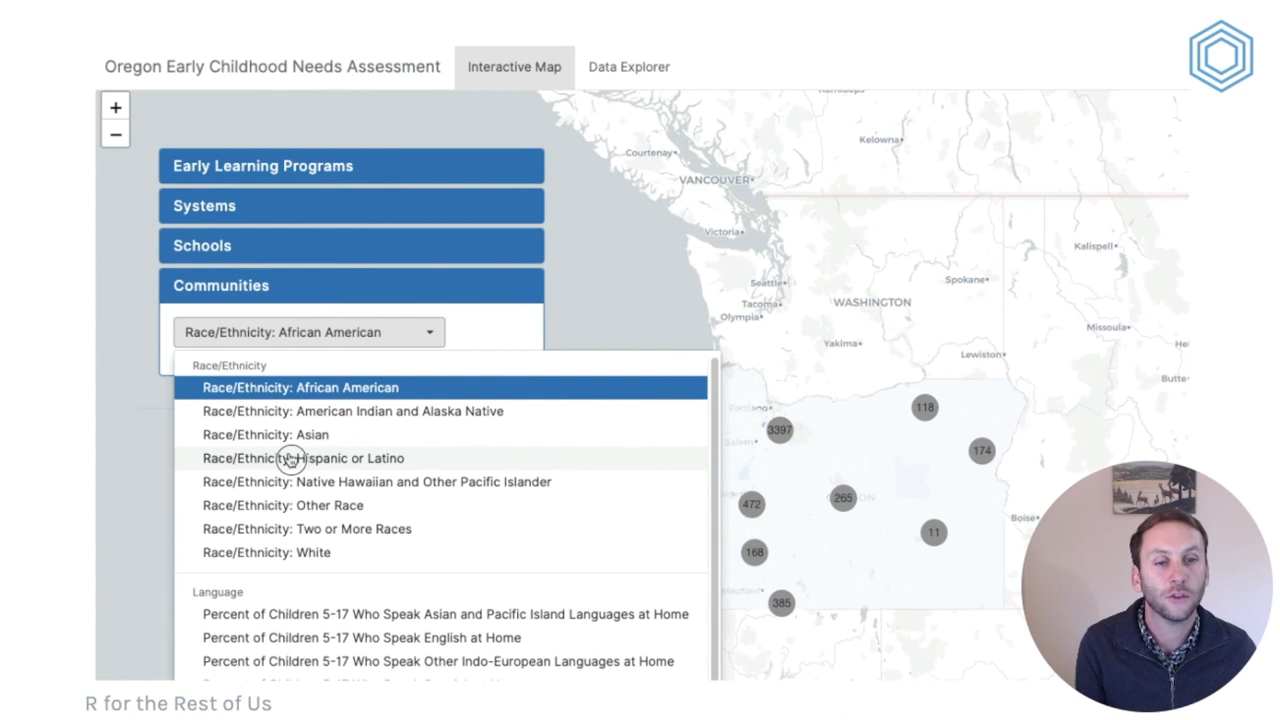 Oregon Early Childhood Needs Assessment
Interactive Map
Data Explorer
+
−
Early Learning Programs
Systems
Schools
Communities
Race/Ethnicity: African American
Race/Ethnicity
Race/Ethnicity: African American
Race/Ethnicity: American Indian and Alaska Native
Race/Ethnicity: Asian
Race/Ethnicity: Hispanic or Latino
Race/Ethnicity: Native Hawaiian and Other Pacific Islander
Race/Ethnicity: Other Race
Race/Ethnicity: Two or More Races
Race/Ethnicity: White
Language
Percent of Children 5-17 Who Speak Asian and Pacific Island Languages at Home
Percent of Children 5-17 Who Speak English at Home
Percent of Children 5-17 Who Speak Other Indo-European Languages at Home
Kelowna
Courtenay
VANCOUVER
Victoria
Kalispell
Seattle
Spokane
Tacoma
WASHINGTON
Olympia
Missoula
He
Yakima
Lewiston
Butte
Portland
118
3397
Salem
174
472
265
Boise
11
168
Medford
385
R for the Rest of Us